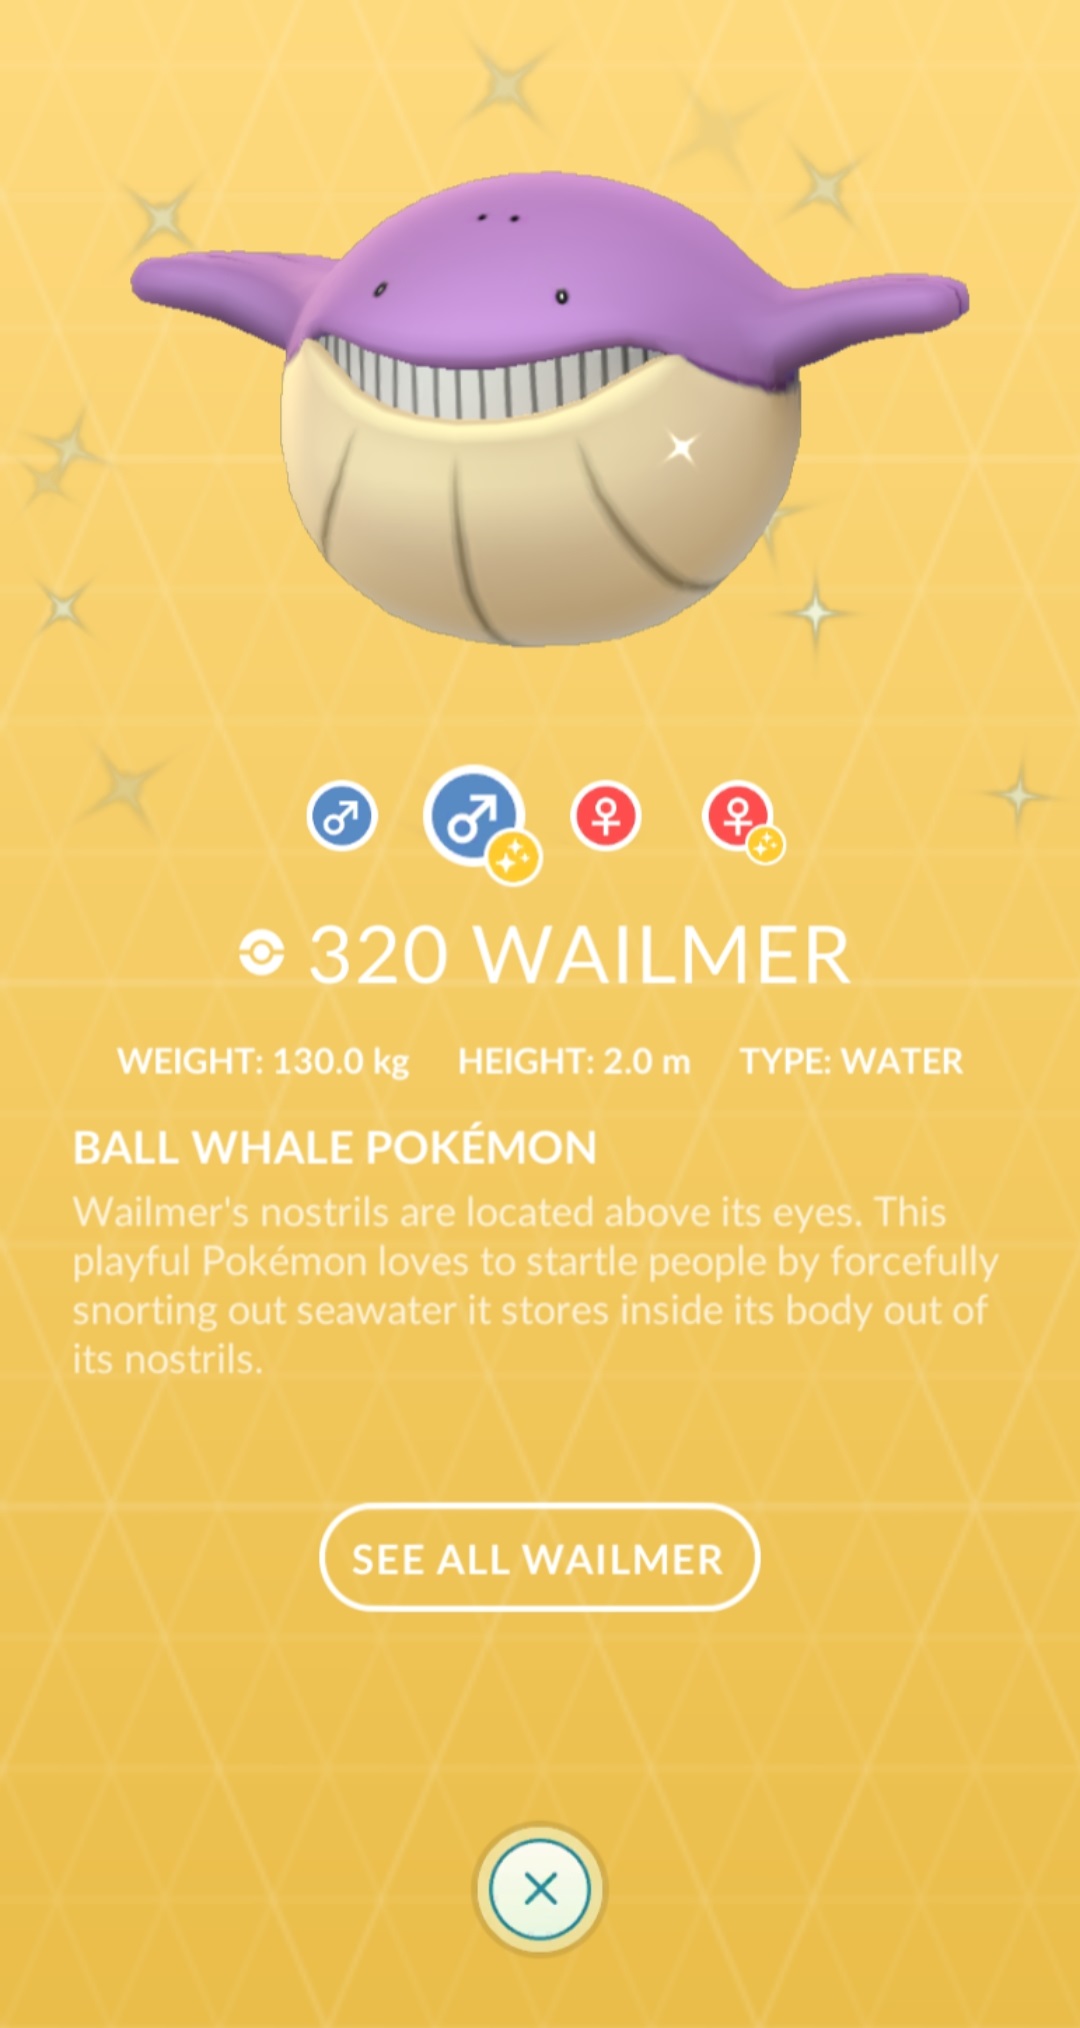 320 WAILMER
WEIGHT: 130.0 kg HEIGHT: 2.0 m TYPE: WATER
BALL WHALE POKÉMON
Wailmer's nostrils are located above its eyes. This
playful Pokémon loves to startle people by forcefully
snorting out seawater it stores inside its body out of
its nostrils.
SEE ALL WAILMER